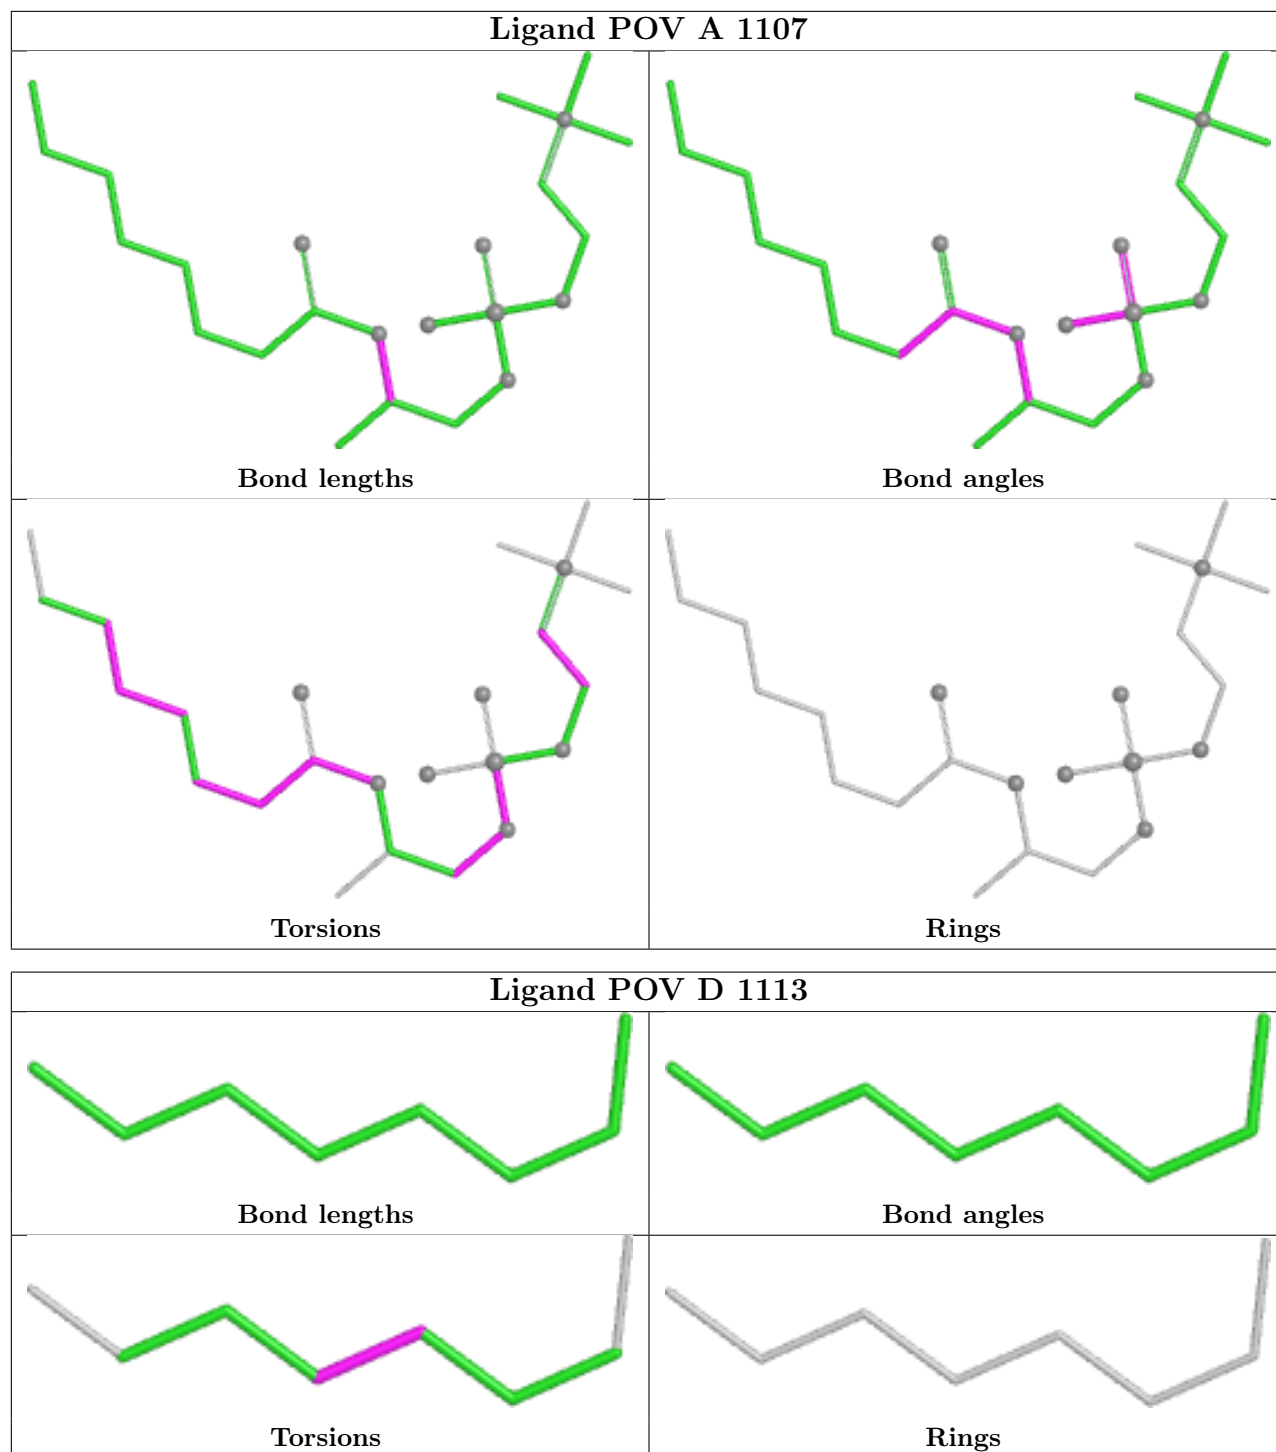 Ligand POV A 1107
Bond lengths
Bond angles
Torsions
Rings
Ligand POV D 1113
Bond lengths
Bond angles
Torsions
Rings